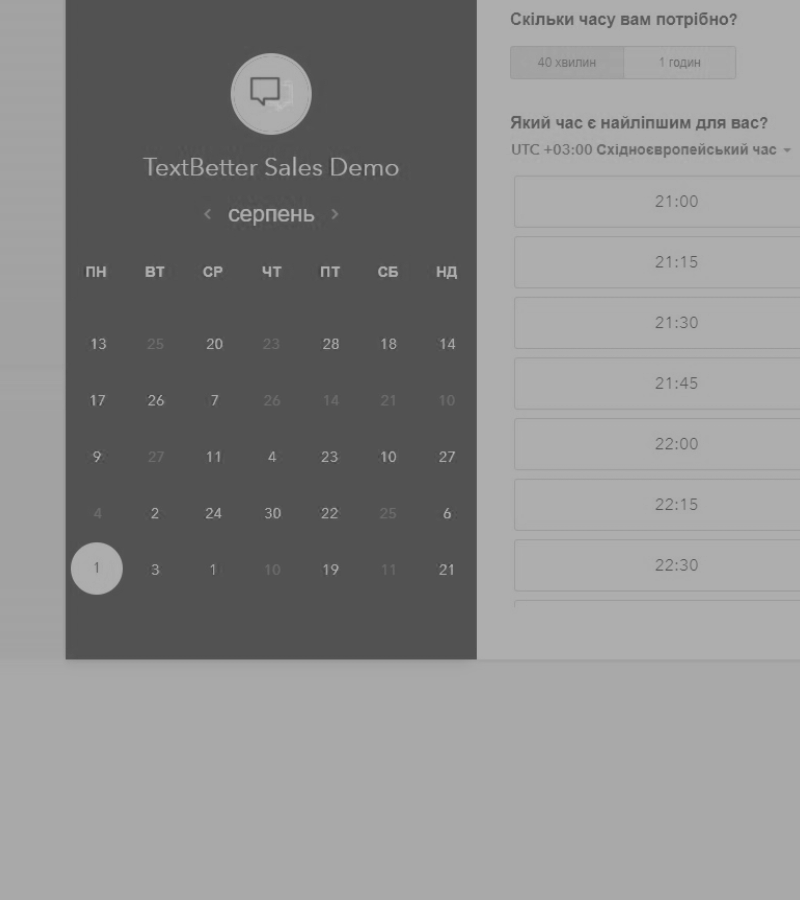 TextBetter Sales Demo
серпень
ПН ВТ СР ЧТ ПТ СБ НД
13 25 20 23 28 18 14
17 26 7 26 14 21 10
9 27 11 4 23 10 27
4 2 24 30 22 25 6
1 3 1 10 19 11 21
Скільки часу вам потрібно?
40 хвилин 1 годин
Який час є найліпшим для вас?
UTC +03:00 Східноєвропейський час
21:00
21:15
21:30
21:45
22:00
22:15
22:30